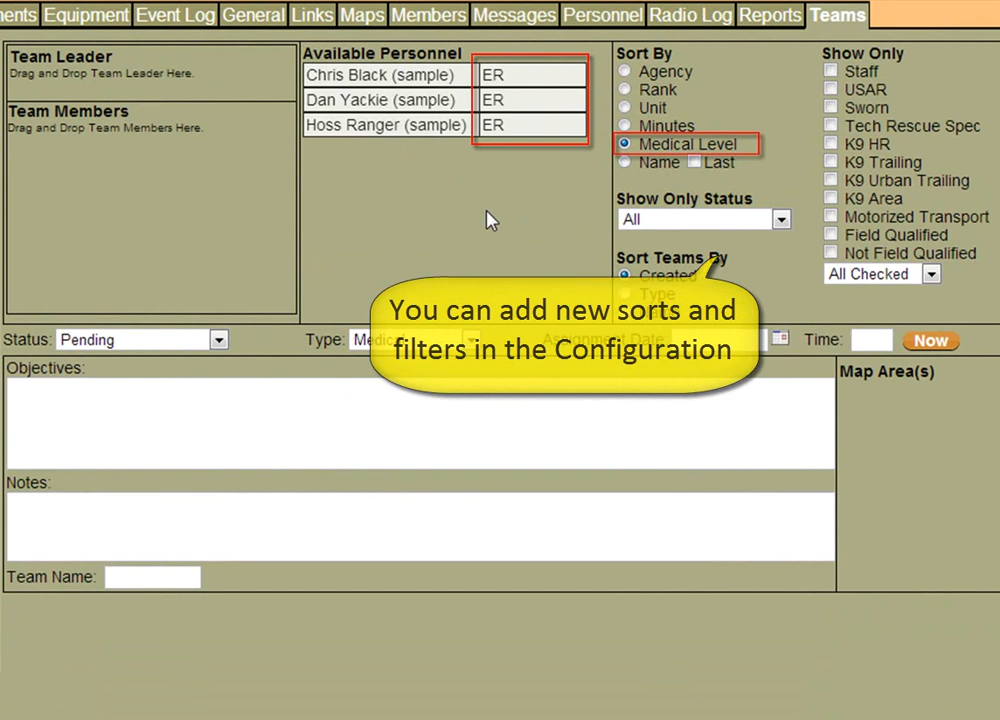 ents Equipment Event Log General Links Maps Members Messages Personnel Radio Log Reports Teams
Team Leader
Drag and Drop Team Leader Here.
Team Members
Drag and Drop Team Members Here.
Available Personnel
Chris Black (sample) ER
Dan Yackie (sample) ER
Hoss Ranger (sample) ER
Sort By
Agency
Rank
Unit
Minutes
Medical Level
Name Last
Show Only Status
All
Sort Teams By
Created
Type
Show Only
Staff
USAR
Sworn
Tech Rescue Spec
K9 HR
K9 Trailing
K9 Urban Trailing
K9 Area
Motorized Transport
Field Qualified
Not Field Qualified
All Checked
You can add new sorts and
filters in the Configuration
Status: Pending Type: Medical Assignment Date Time: Now
Objectives:
Map Area(s)
Notes:
Team Name: